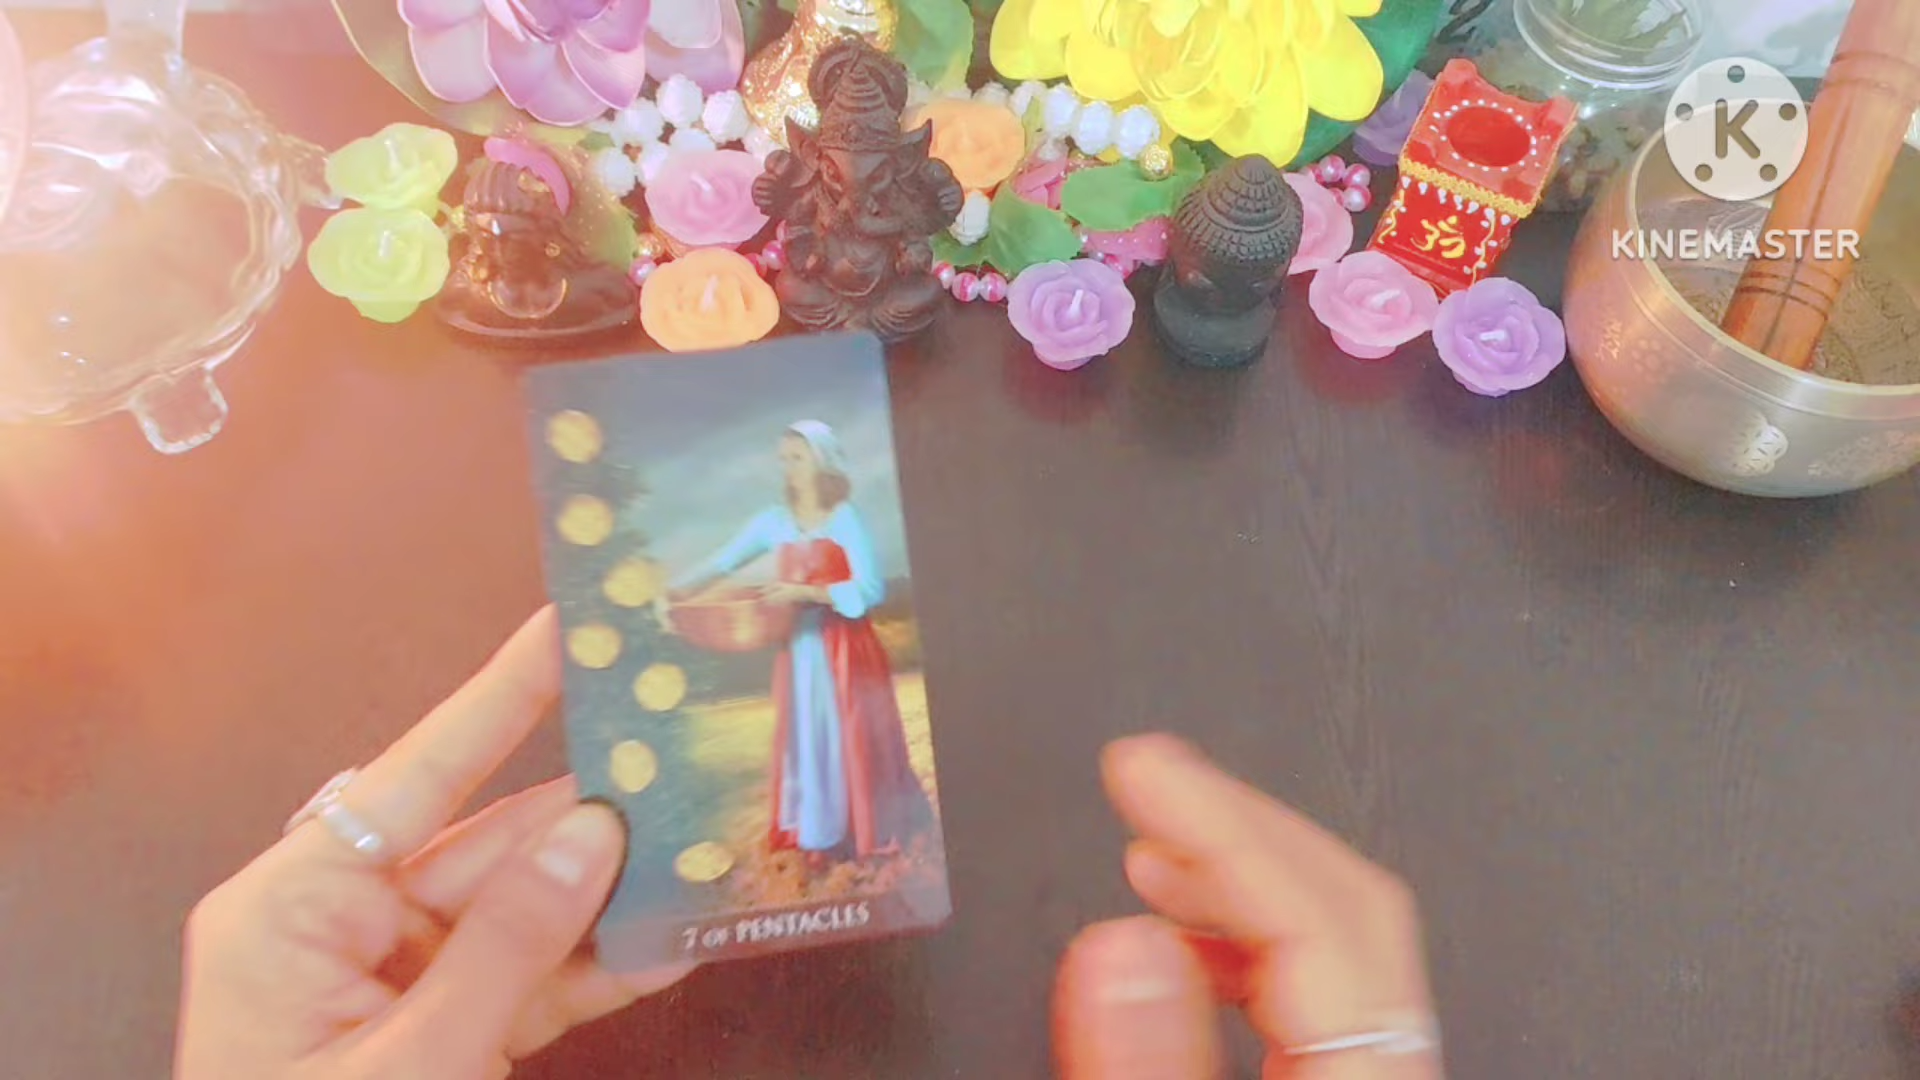 K
KINEMASTER
ॐ
7 OF PENTACLES